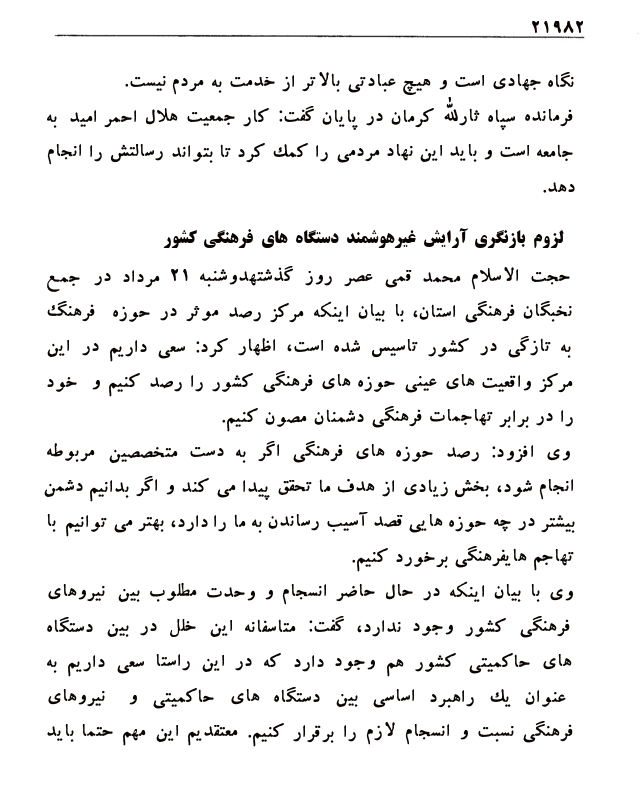 ۲۱۹۸۲
نگاه جهادی است و هیچ عبادتی بالاتر از خدمت به مردم نیست.
فرمانده سپاه ثارلله کرمان در پایان گفت: کار جمعیت هلال احمر امید به
جامعه است و باید این نهاد مردمی را کمک کرد تا بتواند رسالتش را انجام
دهد.
لزوم بازنگری آرایش غیرهوشمند دستگاه های فرهنگی کشور
حجت الاسلام محمد قمی عصر روز گذشتهدوشنبه ۲۱ مرداد در جمع
نخبگان فرهنگی استان، با بیان اینکه مرکز رصد موثر در حوزه فرهنگ
به تازگی در کشور تاسیس شده است، اظهار کرد: سعی داریم در این
مرکز واقعیت های عینی حوزه های فرهنگی کشور را رصد کنیم و خود
را در برابر تهاجمات فرهنگی دشمنان مصون کنیم.
وی افزود: رصد حوزه های فرهنگی اگر به دست متخصصین مربوطه
انجام شود، بخش زیادی از هدف ما تحقق پیدا می کند و اگر بدانیم دشمن
بیشتر در چه حوزه هایی قصد آسیب رساندن به ما را دارد، بهتر می توانیم با
تهاجم هایفرهنگی برخورد کنیم.
وی با بیان اینکه در حال حاضر انسجام و وحدت مطلوب بین نیروهای
فرهنگی کشور وجود ندارد، گفت: متاسفانه این خلل در بین دستگاه
های حاکمیتی کشور هم وجود دارد که در این راستا سعی داریم به
عنوان یك راهبرد اساسی بین دستگاه های حاکمیتی و نیروهای
فرهنگی نسبت و انسجام لازم را برقرار کنیم. معتقدیم این مهم حتما باید